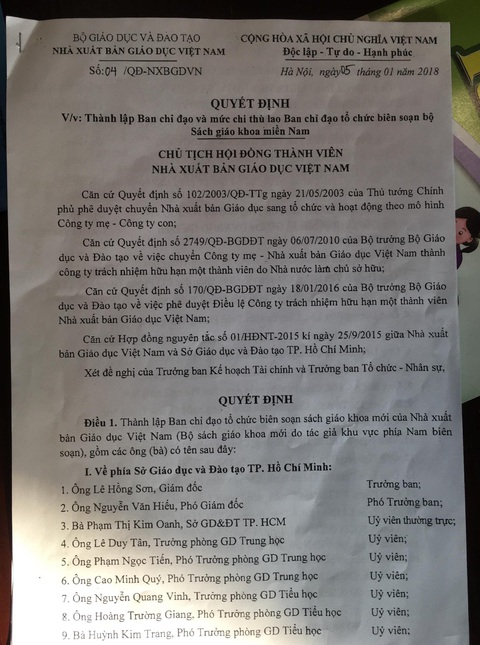 BỘ GIÁO DỤC VÀ ĐÀO TẠO
NHÀ XUẤT BẢN GIÁO DỤC VIỆT NAM
Số: 04 /QĐ-NXBGDVN
CỘNG HÒA XÃ HỘI CHỦ NGHĨA VIỆT NAM
Độc lập - Tự do - Hạnh phúc
Hà Nội, ngày 05 tháng 01 năm 2018
QUYẾT ĐỊNH
V/v: Thành lập Ban chỉ đạo và mức chi thù lao Ban chỉ đạo tổ chức biên soạn bộ
Sách giáo khoa miền Nam
CHỦ TỊCH HỘI ĐỒNG THÀNH VIÊN
NHÀ XUẤT BẢN GIÁO DỤC VIỆT NAM
Căn cứ Quyết định số 102/2003/QĐ-TTg ngày 21/05/2003 của Thủ tướng Chính
phủ phê duyệt chuyển Nhà xuất bản Giáo dục sang tổ chức và hoạt động theo mô hình
Công ty mẹ - Công ty con;
Căn cứ Quyết định số 2749/QĐ-BGDĐT ngày 06/07/2010 của Bộ trưởng Bộ Giáo
dục và Đào tạo về việc chuyển Công ty mẹ - Nhà xuất bản Giáo dục Việt Nam thành
công ty trách nhiệm hữu hạn một thành viên do Nhà nước làm chủ sở hữu;
Căn cứ Quyết định số 170/QĐ-BGDĐT ngày 18/01/2016 của Bộ trưởng Bộ Giáo
dục và Đào tạo về việc phê duyệt Điều lệ Công ty trách nhiệm hữu hạn một thành viên
Nhà xuất bản Giáo dục Việt Nam;
Căn cứ Hợp đồng nguyên tắc số 01/HĐNT-2015 kí ngày 25/9/2015 giữa Nhà xuất
bản Giáo dục Việt Nam và Sở Giáo dục và Đào tạo TP. Hồ Chí Minh;
Xét đề nghị của Trưởng ban Kế hoạch Tài chính và Trưởng ban Tổ chức - Nhân sự,
QUYẾT ĐỊNH
Điều 1. Thành lập Ban chỉ đạo tổ chức biên soạn sách giáo khoa mới của Nhà xuất
bản Giáo dục Việt Nam (Bộ sách giáo khoa mới do tác giả khu vực phía Nam biên
soạn), gồm các ông (bà) có tên sau đây:
I. Về phía Sở Giáo dục và Đào tạo TP. Hồ Chí Minh:
1. Ông Lê Hồng Sơn, Giám đốc Trưởng ban;
2. Ông Nguyễn Văn Hiếu, Phó Giám đốc Phó Trưởng ban;
3. Bà Phạm Thị Kim Oanh, Sở GD&ĐT TP. HCM Uỷ viên thường trực;
4. Ông Lê Duy Tân, Trưởng phòng GD Trung học Uỷ viên;
5. Ông Phạm Ngọc Tiến, Phó Trưởng phòng GD Trung học Uỷ viên;
6. Ông Cao Minh Quý, Phó Trưởng phòng GD Trung học Uỷ viên;
7. Ông Nguyễn Quang Vinh, Trưởng phòng GD Tiểu học Uỷ viên;
8. Ông Hoàng Trường Giang, Phó Trưởng phòng GD Tiểu học Uỷ viên;
9. Bà Huỳnh Kim Trang, Phó Trưởng phòng GD Tiểu học Uỷ viên;